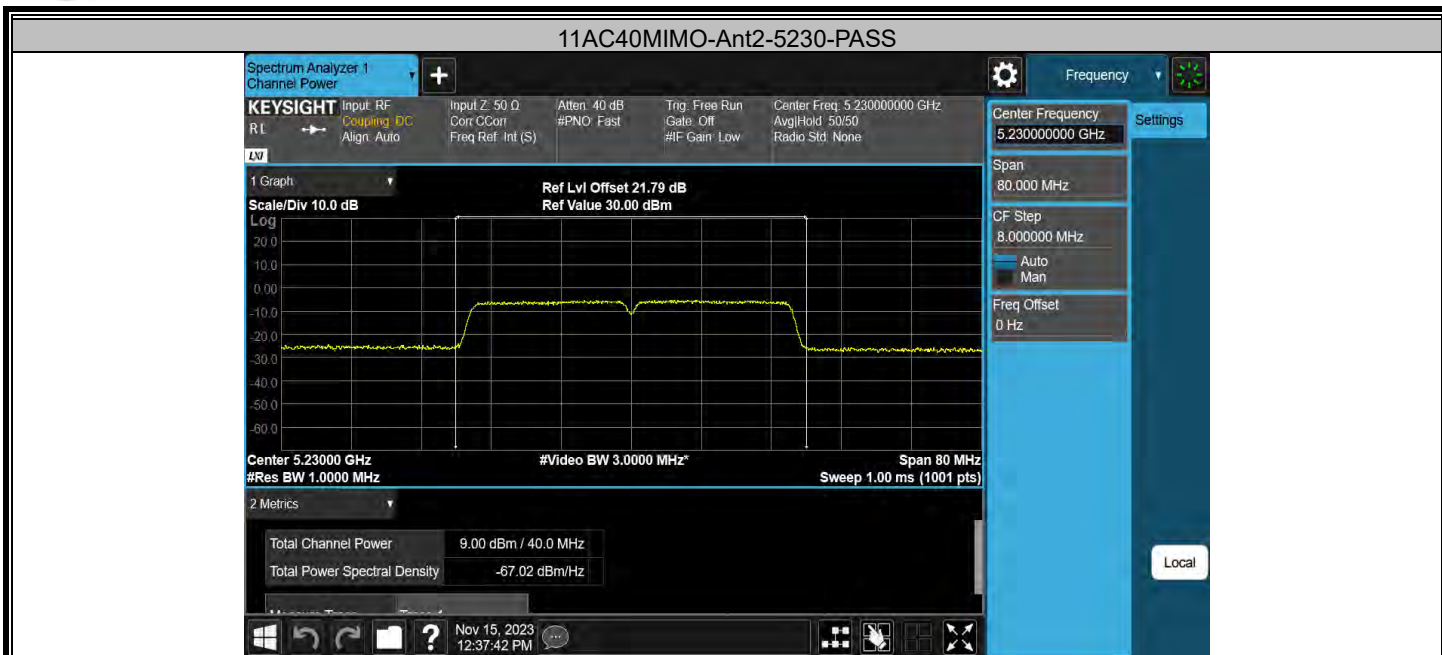 11AC40MIMO-Ant2-5230-PASS
Spectrum Analyzer 1
Channel Power
Frequency
KEYSIGHT
RL
LXI
Input: RF
Coupling: DC
Align: Auto
Input Z: 50 Ω
Corr CCorr
Freq Ref: Int (S)
Atten: 40 dB
#PNO: Fast
Trig: Free Run
Gate: Off
#IF Gain: Low
Center Freq: 5.230000000 GHz
Avg|Hold: 50/50
Radio Std: None
Center Frequency
5.230000000 GHz
Settings
Span
80.000 MHz
CF Step
8.000000 MHz
Auto
Man
Freq Offset
0 Hz
1 Graph
Scale/Div 10.0 dB
Ref Lvl Offset 21.79 dB
Ref Value 30.00 dBm
Log
20.0
10.0
0.00
-10.0
-20.0
-30.0
-40.0
-50.0
-60.0
Center 5.23000 GHz
#Video BW 3.0000 MHz*
Span 80 MHz
#Res BW 1.0000 MHz
Sweep 1.00 ms (1001 pts)
2 Metrics
Total Channel Power 9.00 dBm / 40.0 MHz
Total Power Spectral Density -67.02 dBm/Hz
Local
?
Nov 15, 2023
12:37:42 PM